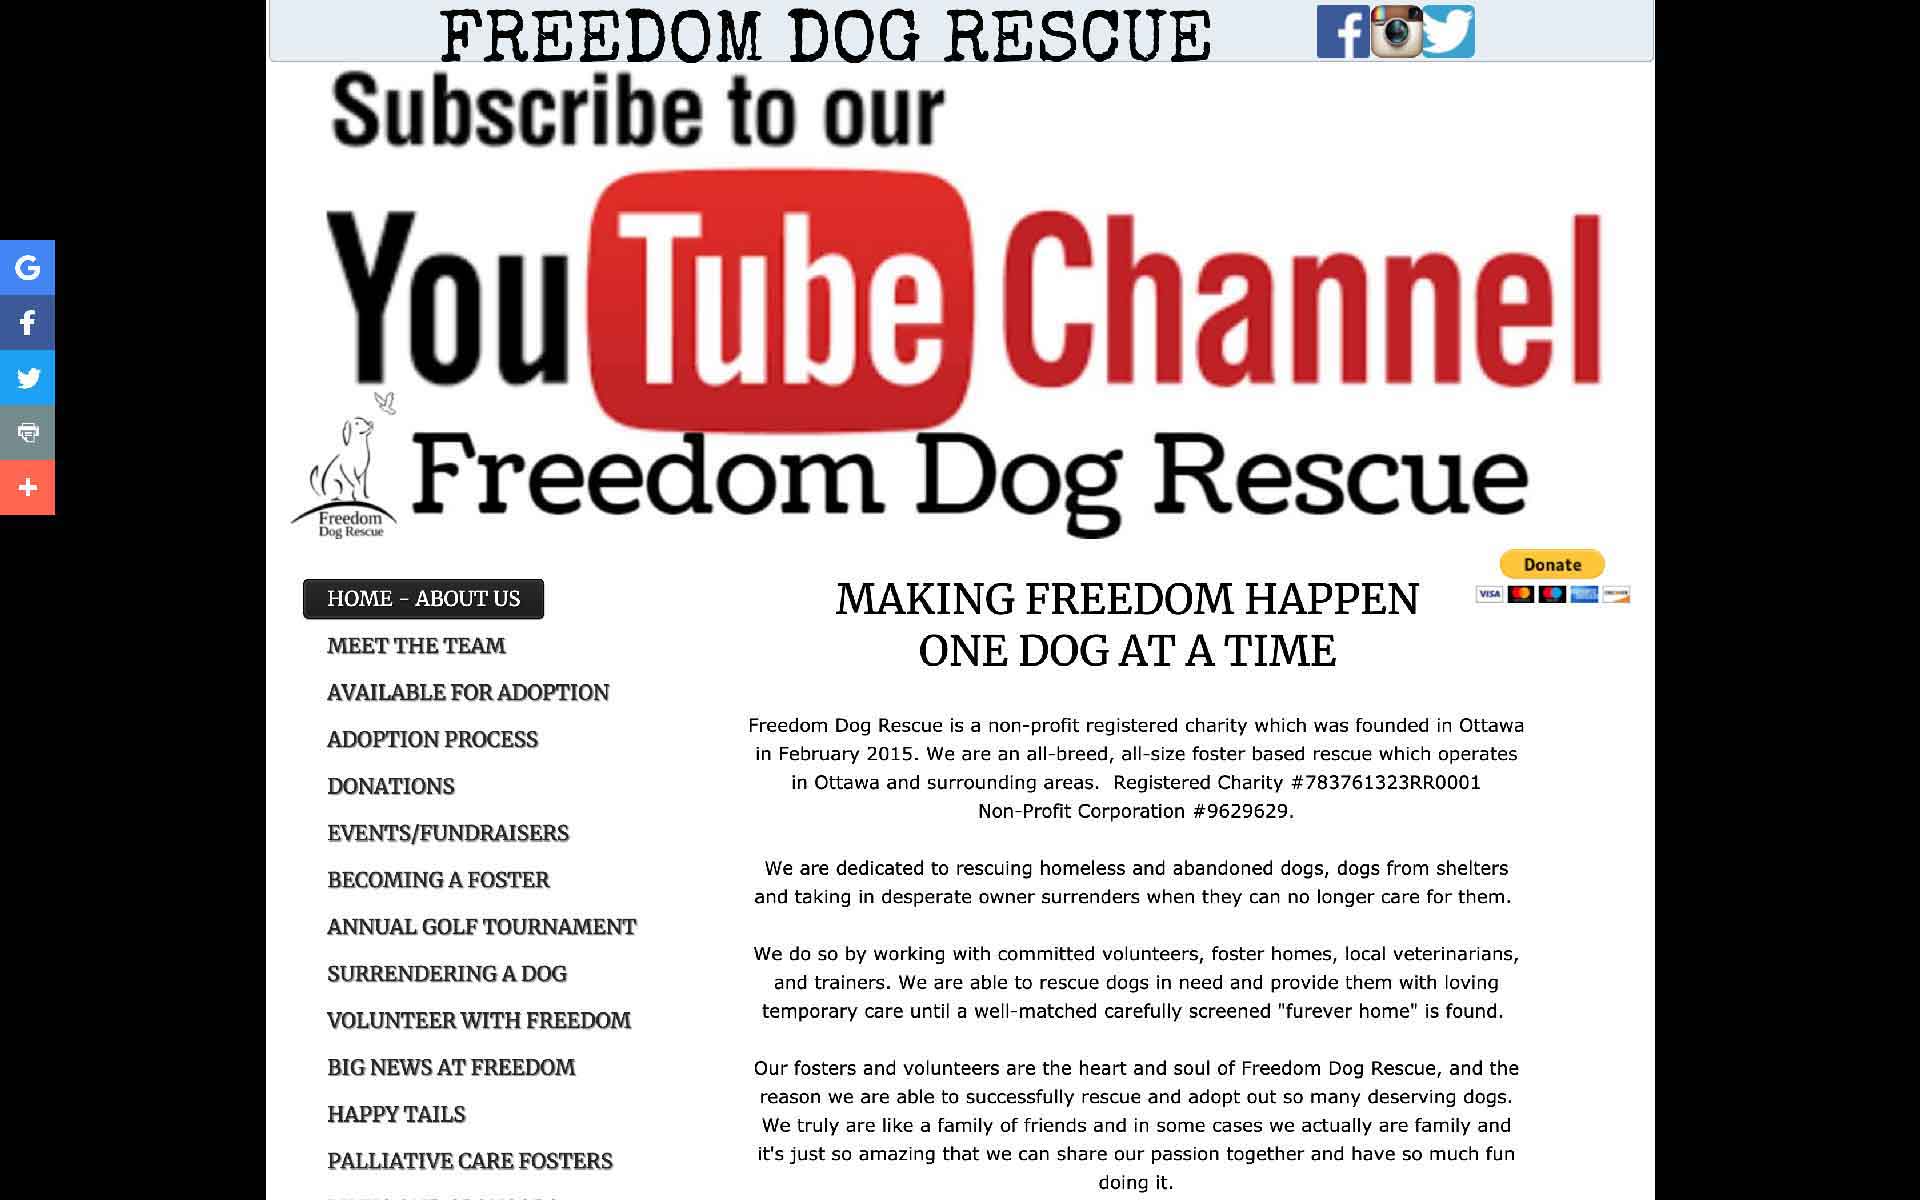 FREEDOM DOG RESCUE
Subscribe to our
YouTube Channel
Freedom
Dog Rescue
Freedom Dog Rescue
Donate
VISA
HOME - ABOUT US
MEET THE TEAM
AVAILABLE FOR ADOPTION
ADOPTION PROCESS
DONATIONS
EVENTS/FUNDRAISERS
BECOMING A FOSTER
ANNUAL GOLF TOURNAMENT
SURRENDERING A DOG
VOLUNTEER WITH FREEDOM
BIG NEWS AT FREEDOM
HAPPY TAILS
PALLIATIVE CARE FOSTERS
MAKING FREEDOM HAPPEN
ONE DOG AT A TIME
Freedom Dog Rescue is a non-profit registered charity which was founded in Ottawa
in February 2015. We are an all-breed, all-size foster based rescue which operates
in Ottawa and surrounding areas.  Registered Charity #783761323RR0001
Non-Profit Corporation #9629629.
We are dedicated to rescuing homeless and abandoned dogs, dogs from shelters
and taking in desperate owner surrenders when they can no longer care for them.
We do so by working with committed volunteers, foster homes, local veterinarians,
and trainers. We are able to rescue dogs in need and provide them with loving
temporary care until a well-matched carefully screened "furever home" is found.
Our fosters and volunteers are the heart and soul of Freedom Dog Rescue, and the
reason we are able to successfully rescue and adopt out so many deserving dogs.
We truly are like a family of friends and in some cases we actually are family and
it's just so amazing that we can share our passion together and have so much fun
doing it.